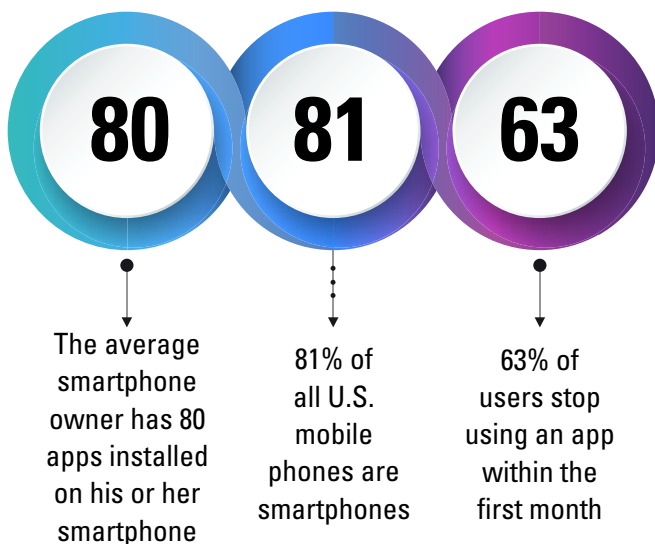 80
81
63
The average
smartphone
owner has 80
apps installed
on his or her
smartphone
81% of
all U.S.
mobile
phones are
smartphones
63% of
users stop
using an app
within the
first month